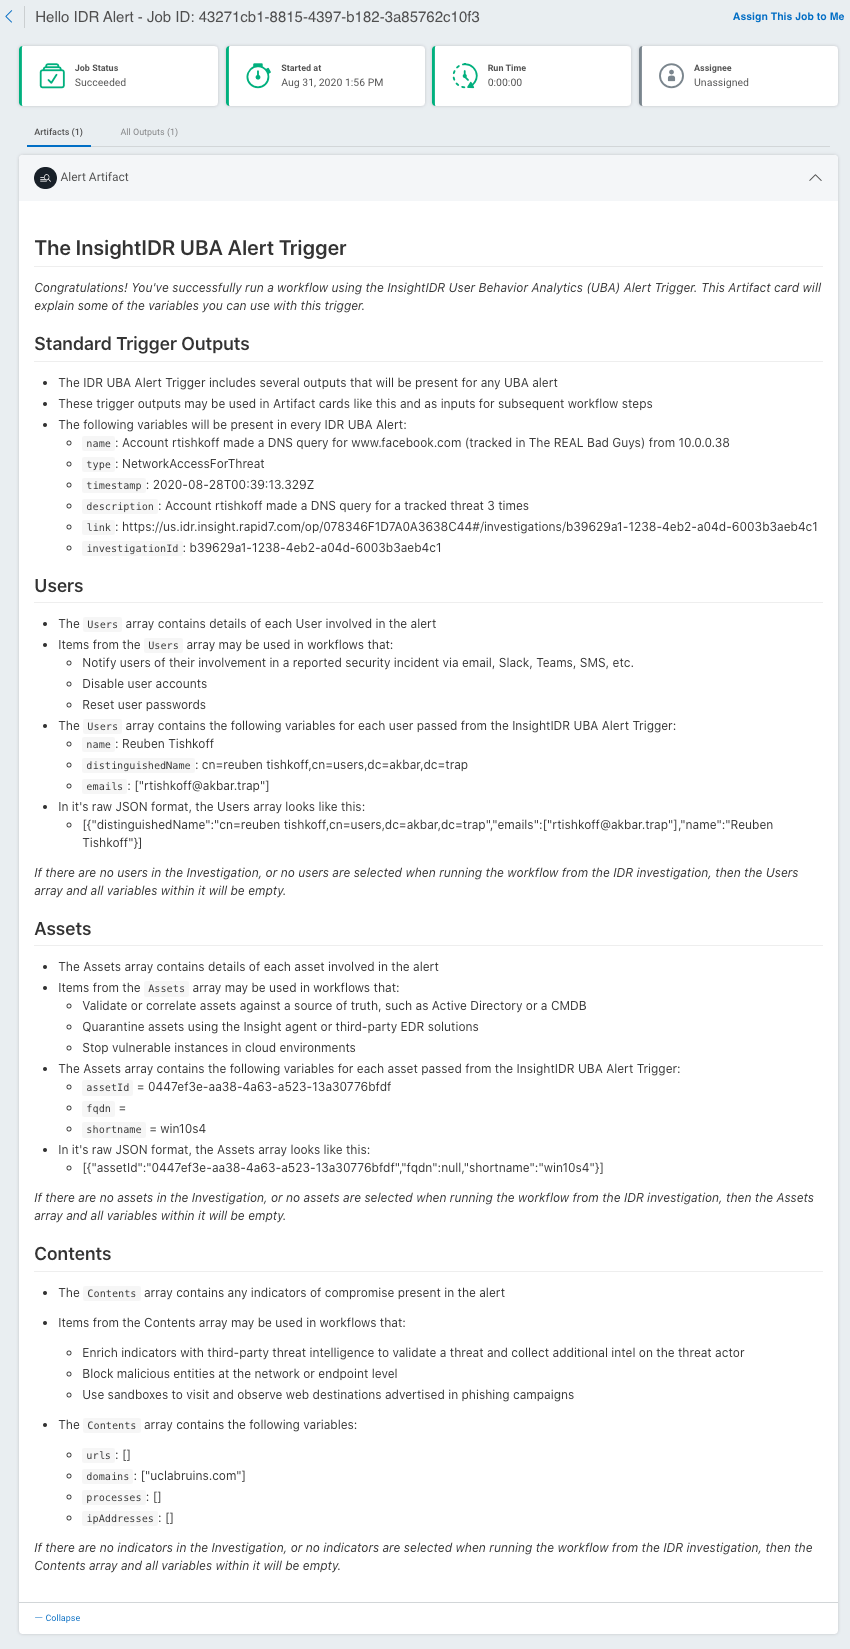 Hello IDR Alert - Job ID: 43271cb1-8815-4397-b182-3a85762c10f3
Assign This Job to Me
Job Status
Succeeded
Started at
Aug 31, 2020 1:56 PM
Run Time
0:00:00
Assignee
Unassigned
Artifacts (1)
All Outputs (1)
Alert Artifact
The InsightIDR UBA Alert Trigger
Congratulations! You've successfully run a workflow using the InsightIDR User Behavior Analytics (UBA) Alert Trigger. This Artifact card will
explain some of the variables you can use with this trigger.
Standard Trigger Outputs
• The IDR UBA Alert Trigger includes several outputs that will be present for any UBA alert
• These trigger outputs may be used in Artifact cards like this and as inputs for subsequent workflow steps
• The following variables will be present in every IDR UBA Alert:
◦ name : Account rtishkoff made a DNS query for www.facebook.com (tracked in The REAL Bad Guys) from 10.0.0.38
◦ type : NetworkAccessForThreat
◦ timestamp : 2020-08-28T00:39:13.329Z
◦ description : Account rtishkoff made a DNS query for a tracked threat 3 times
◦ link : https://us.idr.insight.rapid7.com/op/078346F1D7A0A3638C44#/investigations/b39629a1-1238-4eb2-a04d-6003b3aeb4c1
◦ investigationId : b39629a1-1238-4eb2-a04d-6003b3aeb4c1
Users
• The Users array contains details of each User involved in the alert
• Items from the Users array may be used in workflows that:
◦ Notify users of their involvement in a reported security incident via email, Slack, Teams, SMS, etc.
◦ Disable user accounts
◦ Reset user passwords
• The Users array contains the following variables for each user passed from the InsightIDR UBA Alert Trigger:
◦ name : Reuben Tishkoff
◦ distinguishedName : cn=reuben tishkoff,cn=users,dc=akbar,dc=trap
◦ emails : ["rtishkoff@akbar.trap"]
• In it's raw JSON format, the Users array looks like this:
◦ [{"distinguishedName":"cn=reuben tishkoff,cn=users,dc=akbar,dc=trap","emails":["rtishkoff@akbar.trap"],"name":"Reuben
Tishkoff"}]
If there are no users in the Investigation, or no users are selected when running the workflow from the IDR investigation, then the Users
array and all variables within it will be empty.
Assets
• The Assets array contains details of each asset involved in the alert
• Items from the Assets array may be used in workflows that:
◦ Validate or correlate assets against a source of truth, such as Active Directory or a CMDB
◦ Quarantine assets using the Insight agent or third-party EDR solutions
◦ Stop vulnerable instances in cloud environments
• The Assets array contains the following variables for each asset passed from the InsightIDR UBA Alert Trigger:
◦ assetId = 0447ef3e-aa38-4a63-a523-13a30776bfdf
◦ fqdn =
◦ shortname = win10s4
• In it's raw JSON format, the Assets array looks like this:
◦ [{"assetId":"0447ef3e-aa38-4a63-a523-13a30776bfdf","fqdn":null,"shortname":"win10s4"}]
If there are no assets in the Investigation, or no assets are selected when running the workflow from the IDR investigation, then the Assets
array and all variables within it will be empty.
Contents
• The Contents array contains any indicators of compromise present in the alert
• Items from the Contents array may be used in workflows that:
◦ Enrich indicators with third-party threat intelligence to validate a threat and collect additional intel on the threat actor
◦ Block malicious entities at the network or endpoint level
◦ Use sandboxes to visit and observe web destinations advertised in phishing campaigns
• The Contents array contains the following variables:
◦ urls : []
◦ domains : ["uclabruins.com"]
◦ processes : []
◦ ipAddresses : []
If there are no indicators in the Investigation, or no indicators are selected when running the workflow from the IDR investigation, then the
Contents array and all variables within it will be empty.
— Collapse